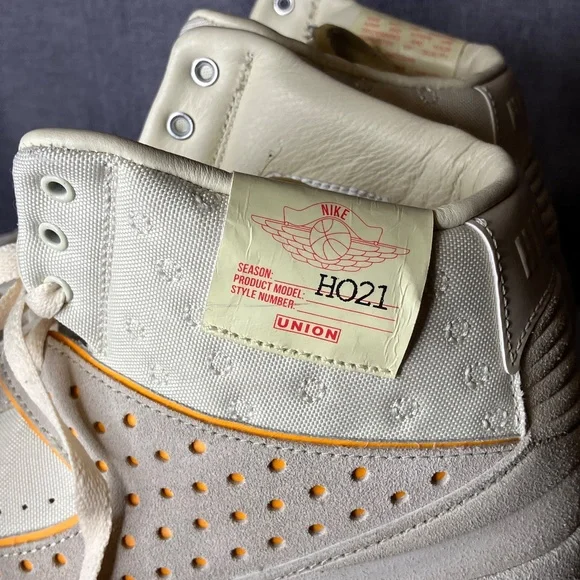 NIKE
SEASON:
PRODUCT MODEL: HO21
STYLE NUMBER
UNION